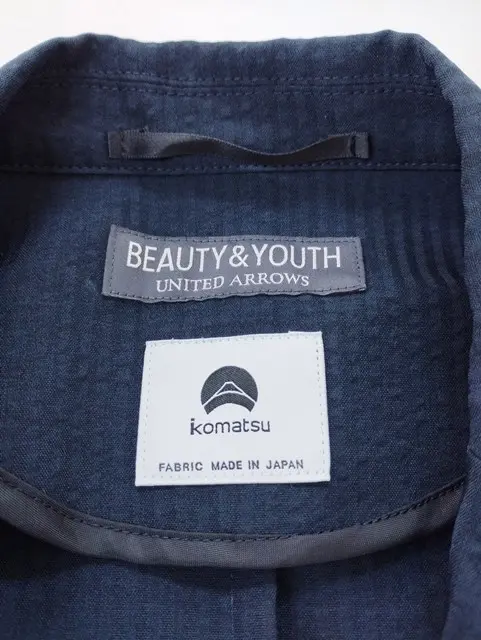 BEAUTY&YOUTH
UNITED ARROWS
komatsu
FABRIC MADE IN JAPAN